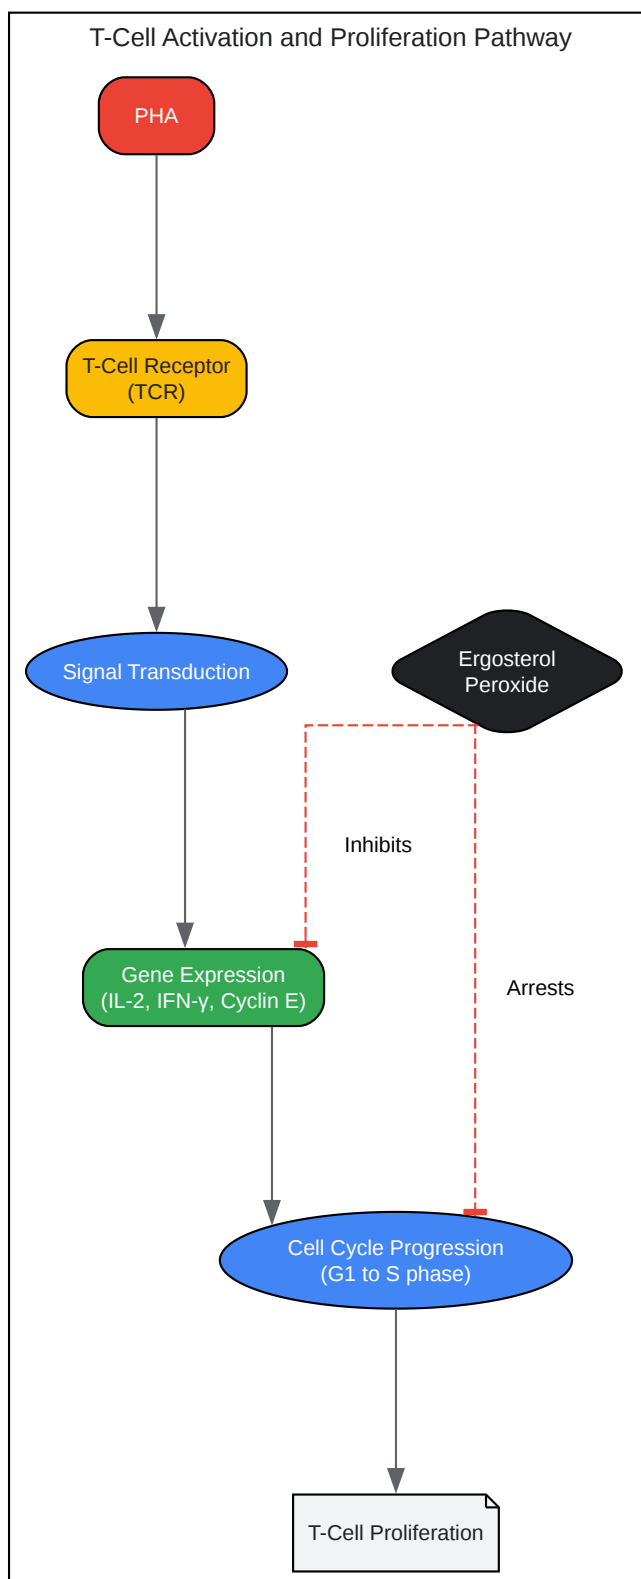 T-Cell Activation and Proliferation Pathway
PHA
T-Cell Receptor
(TCR)
Signal Transduction
Ergosterol
Peroxide
Inhibits
Gene Expression
(IL-2, IFN-γ, Cyclin E)
Arrests
Cell Cycle Progression
(G1 to S phase)
T-Cell Proliferation